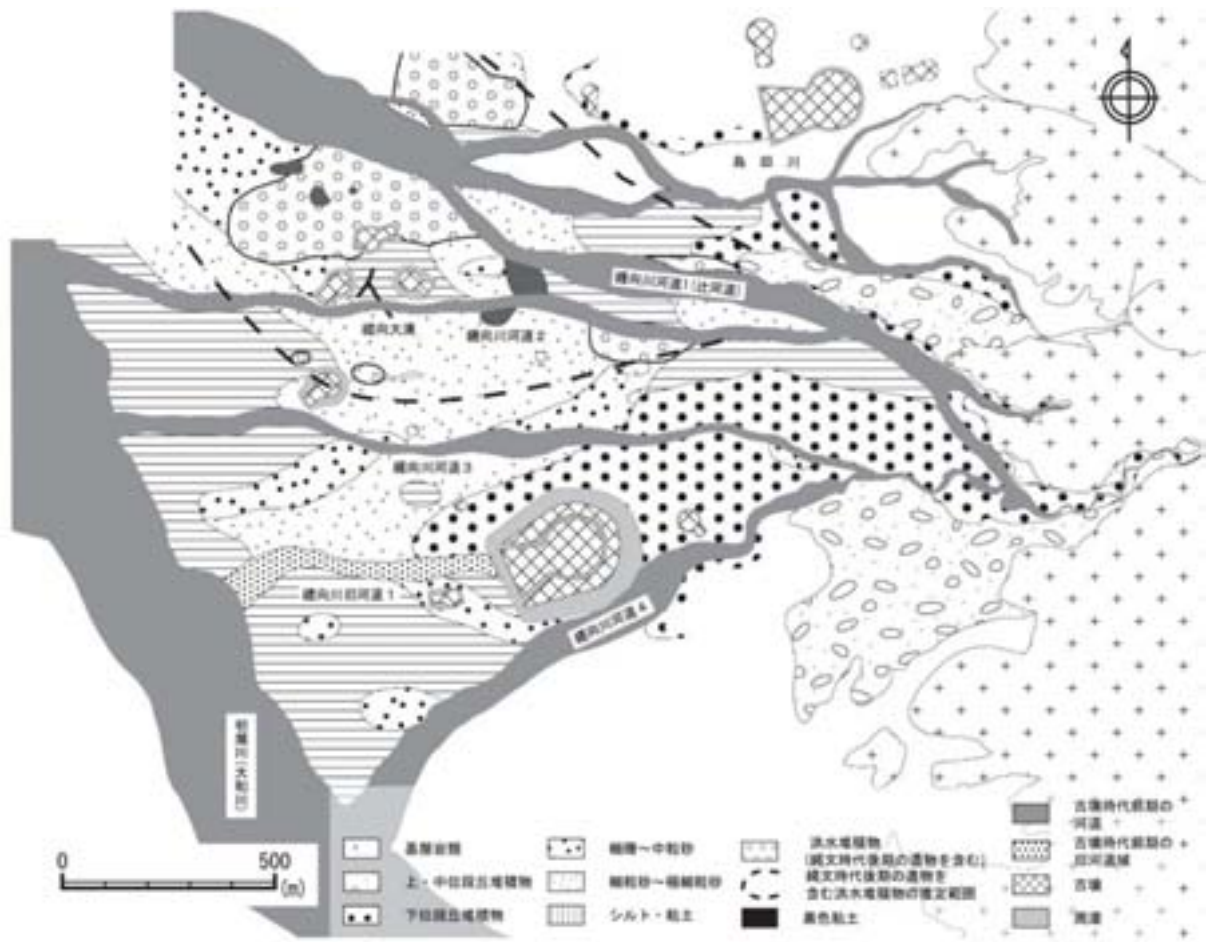 烏田川
纒向川河道1(辻河道)
纒向大溝
纒向川河道2
纒向川河道3
纒向川旧河道1
纒向川河道4
初瀬川(大和川)
0 500
(m)
基盤岩類
上・中位段丘堆積物
下位段丘堆積物
細礫~中粒砂
細粒砂~極細粒砂
シルト・粘土
洪水堆積物
(縄文時代後期の遺物を含む)
縄文時代後期の遺物を
含む洪水堆積物の推定範囲
黒色粘土
古墳時代前期の
河道
古墳時代前期の
旧河道域
古墳
周濠